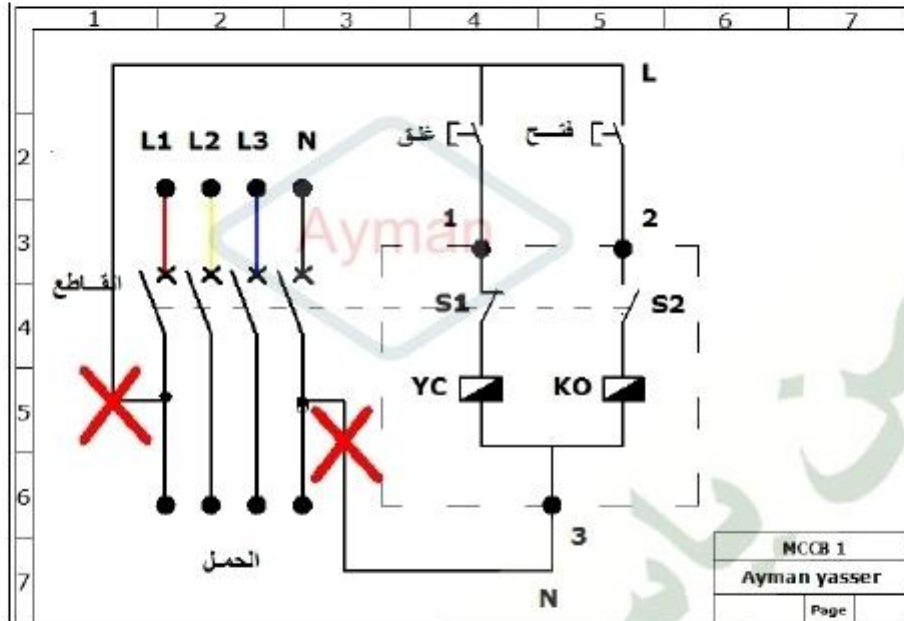 1 2 3 4 5 6 7
L
L1 L2 L3 N
غلق
فتح
2
1
2
Ayman
3
القاطع
S1
S2
4
YC
KO
5
6
3
الحمل
MCCB 1
7
Ayman yasser
N
Page